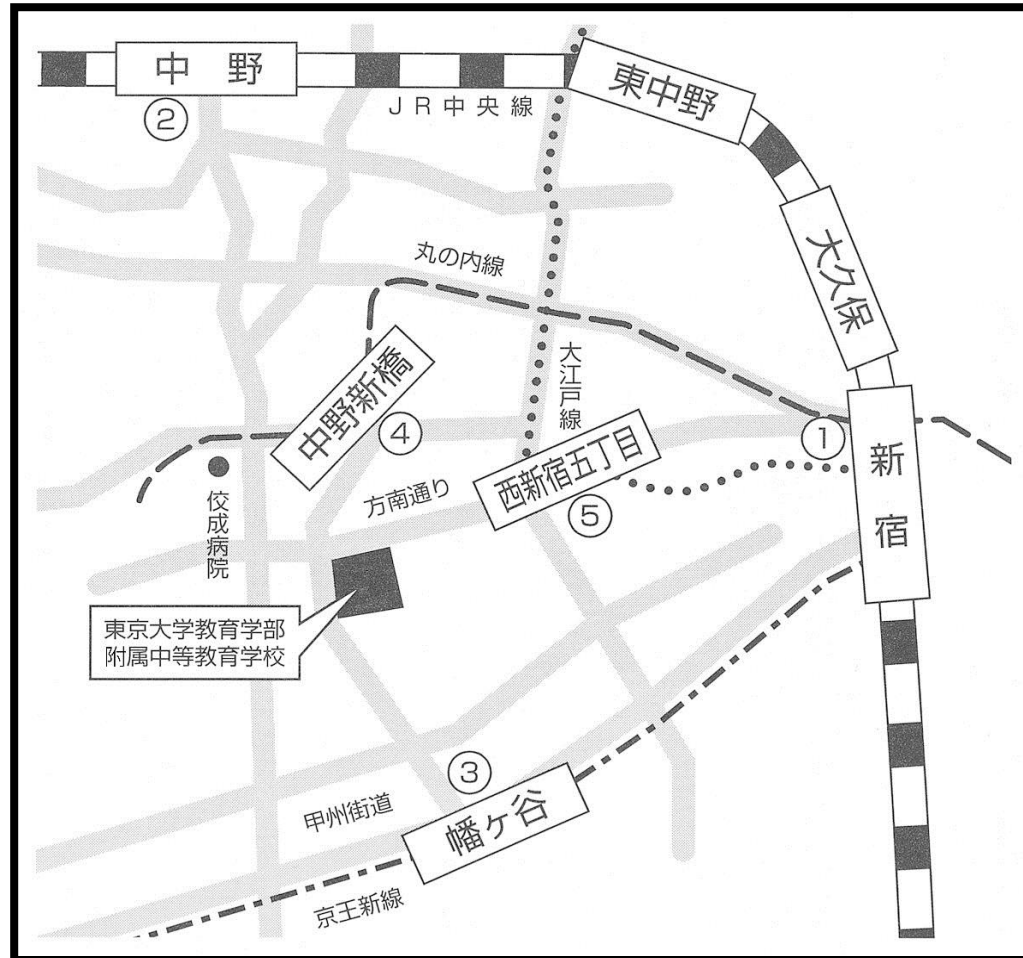 中野
東中野
JR中央線
②
大久保
丸の内線
大江戸線
中野新橋
④
①
新宿
西新宿五丁目
⑤
方南通り
佼成病院
東京大学教育学部
附属中等教育学校
③
甲州街道
幡ヶ谷
京王新線